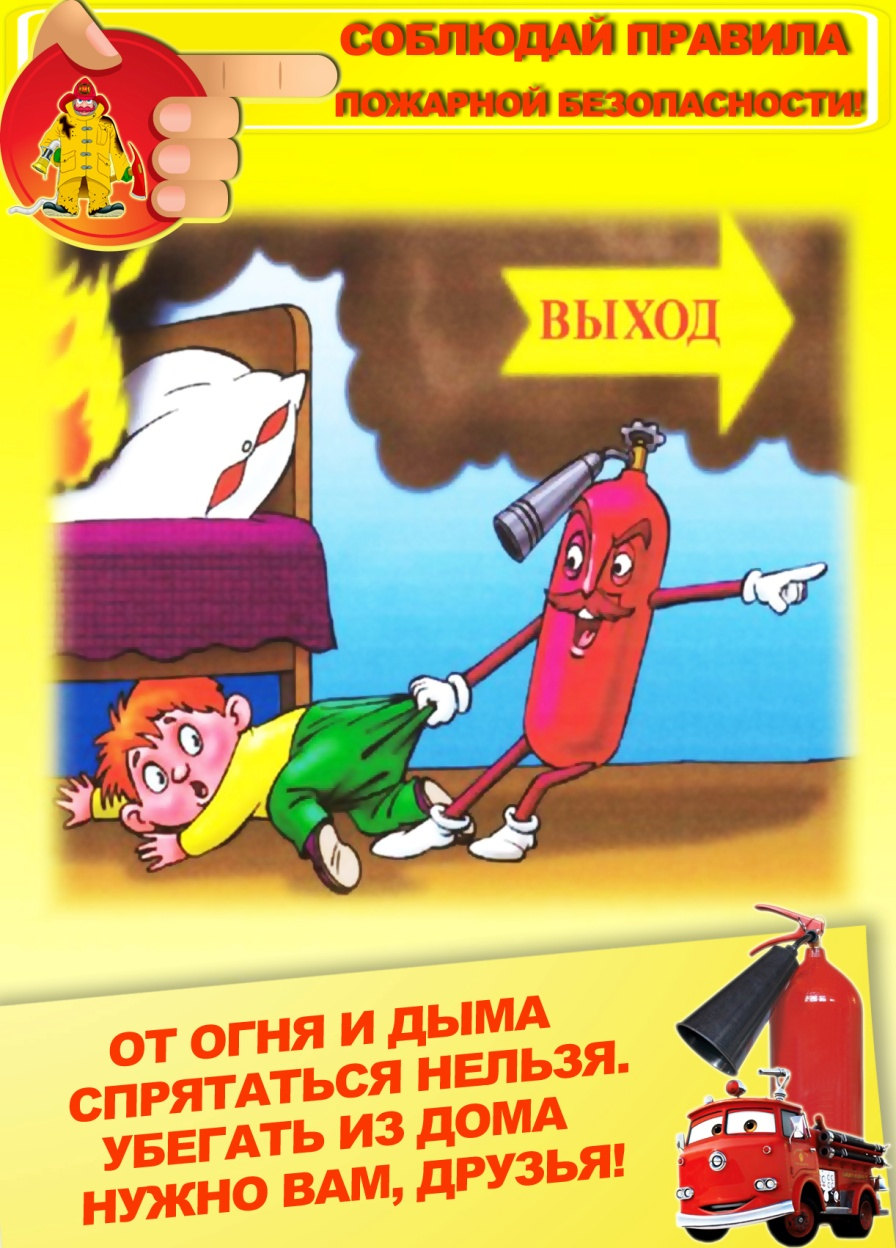 СОБЛЮДАЙ ПРАВИЛА
ПОЖАРНОЙ БЕЗОПАСНОСТИ!
ВЫХОД
ОТ ОГНЯ И ДЫМА
СПРЯТАТЬСЯ НЕЛЬЗЯ.
УБЕГАТЬ ИЗ ДОМА
НУЖНО ВАМ, ДРУЗЬЯ!